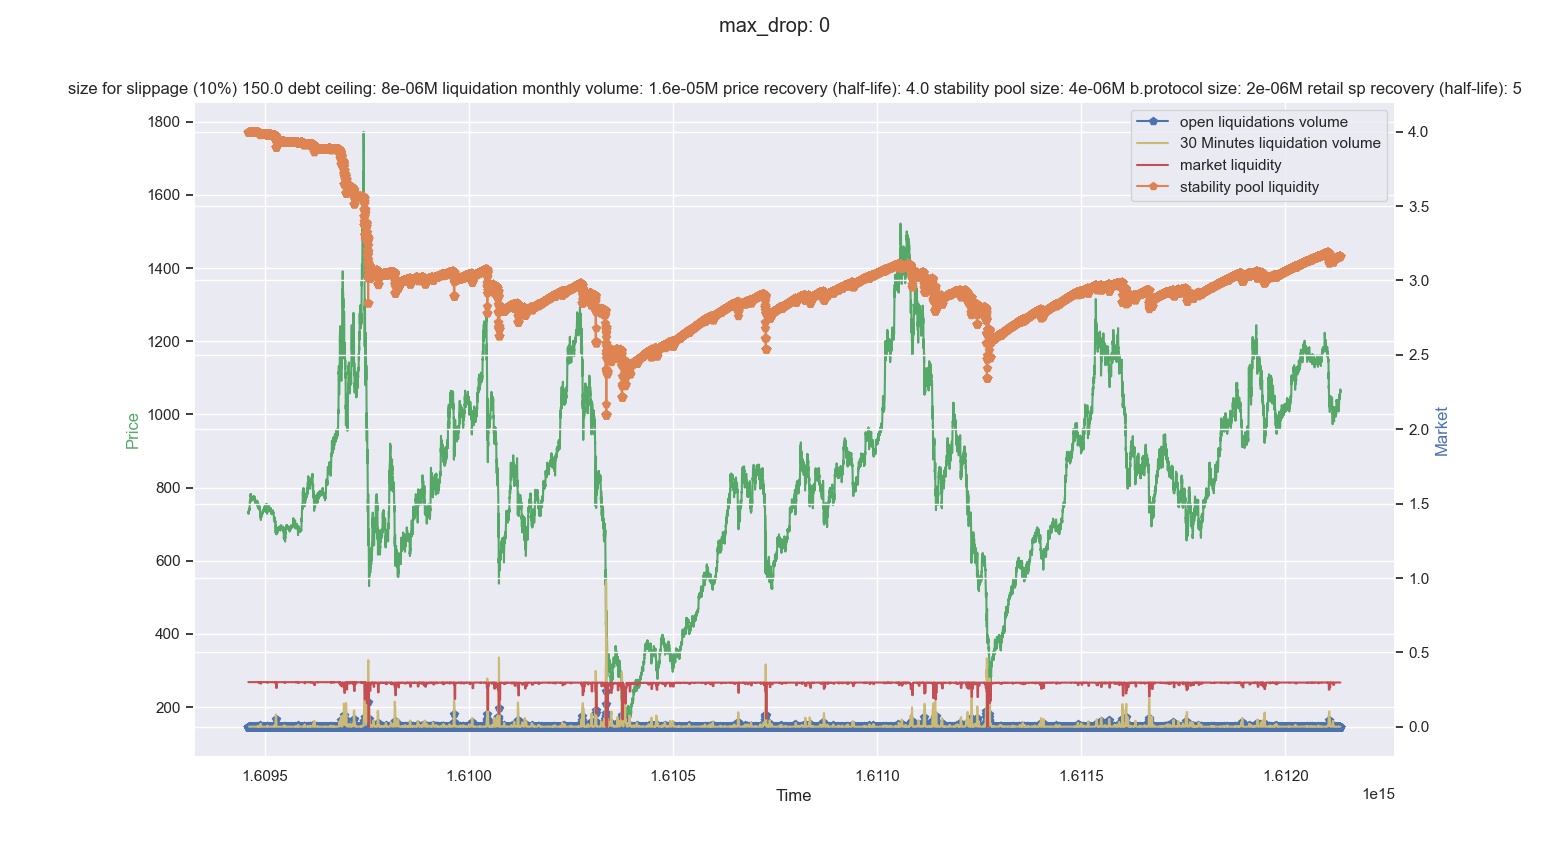 max_drop: 0
size for slippage (10%) 150.0 debt ceiling: 8e-06M liquidation monthly volume: 1.6e-05M price recovery (half-life): 4.0 stability pool size: 4e-06M b.protocol size: 2e-06M retail sp recovery (half-life): 5
open liquidations volume
30 Minutes liquidation volume
market liquidity
stability pool liquidity
1800
1600
1400
1200
1000
800
600
400
200
Price
4.0
3.5
3.0
2.5
2.0
1.5
1.0
0.5
0.0
Market
1.6095
1.6100
1.6105
1.6110
1.6115
1.6120
1e15
Time